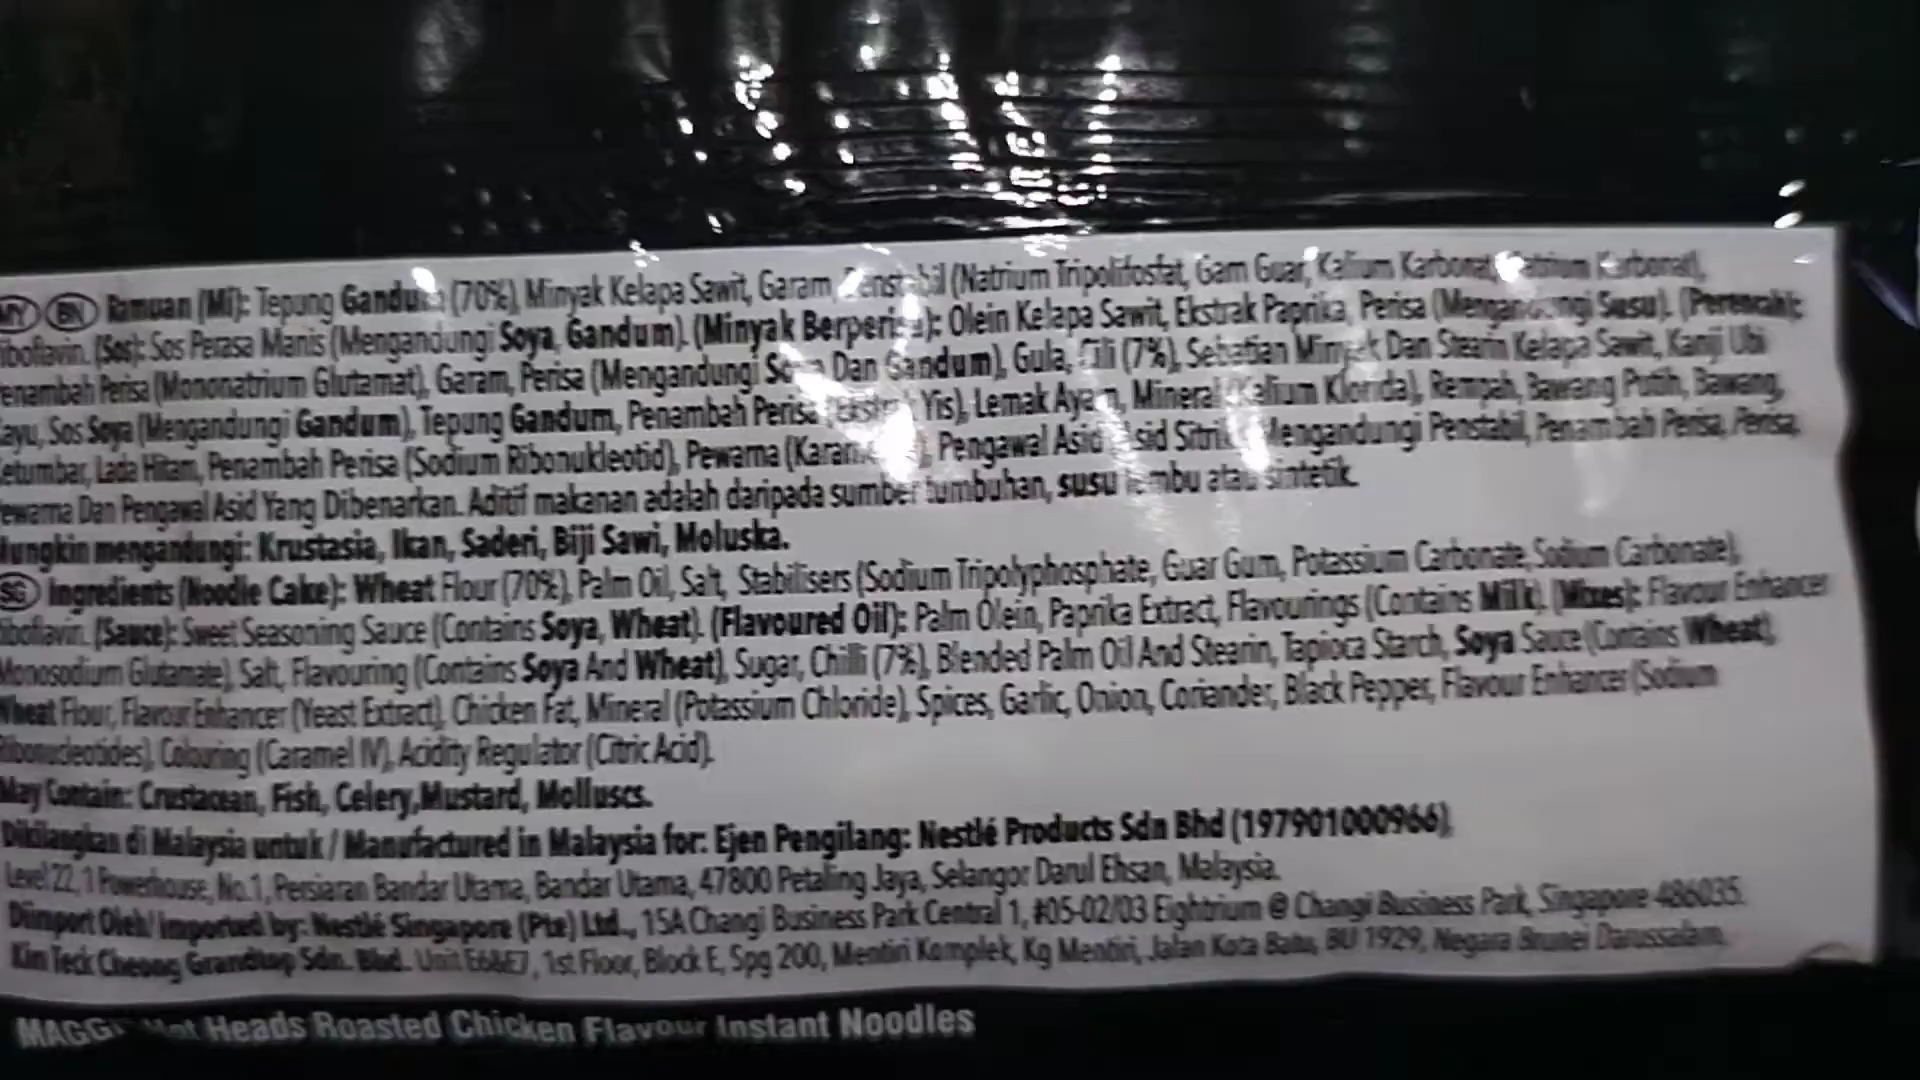 MY BN Ramuan (Mi): Tepung Gandum (70%), Minyak Kelapa Sawit, Garam, Penstabil (Natrium Tripolifosfat, Gam Guar, Kalium Karbonat, Natrium Karbonat),
Riboflavin. (Sos): Sos Perasa Manis (Mengandungi Soya, Gandum). (Minyak Berperisa): Olein Kelapa Sawit, Ekstrak Paprika, Perisa (Mengandungi Susu). (Perencah):
Penambah Perisa (Mononatrium Glutamat), Garam, Perisa (Mengandungi Soya Dan Gandum), Gula, Cili (7%), Sebatian Minyak Dan Stearin Kelapa Sawit, Kanji Ubi
Kayu, Sos Soya (Mengandungi Gandum), Tepung Gandum, Penambah Perisa (Ekstrak Yis), Lemak Ayam, Mineral (Kalium Klorida), Rempah, Bawang Putih, Bawang,
Ketumbar, Lada Hitam, Penambah Perisa (Sodium Ribonukleotid), Pewarna Pengawal Asid (Asid Sitrik). Mengandungi Penstabil, Penambah Perisa, Perisa,
Pewarna Dan Pengawal Asid Yang Dibenarkan. Aditif makanan adalah daripada sumber tumbuhan, susu lembu atau sintetik.
Mungkin mengandungi: Krustasia, Ikan, Saderi, Biji Sawi, Moluska.
SG Ingredients (Noodle Cake): Wheat Flour (70%), Palm Oil, Salt, Stabilisers (Sodium Tripolyphosphate, Guar Gum, Potassium Carbonate, Sodium Carbonate),
Riboflavin. (Sauce): Sweet Seasoning Sauce (Contains Soya, Wheat). (Flavoured Oil): Palm Olein, Paprika Extract, Flavourings (Contains Milk). (Mixes): Flavour Enhancer
(Monosodium Glutamate), Salt, Flavouring (Contains Soya And Wheat), Sugar, Chilli (7%), Blended Palm Oil And Stearin, Tapioca Starch, Soya Sauce (Contains Wheat),
Wheat Flour, Flavour Enhancer (Yeast Extract), Chicken Fat, Mineral (Potassium Chloride), Spices, Garlic, Onion, Coriander, Black Pepper, Flavour Enhancer (Sodium
Ribonucleotides), Colouring (Caramel IV), Acidity Regulator (Citric Acid).
May Contain: Crustacean, Fish, Celery,Mustard, Molluscs.
Dikilangkan di Malaysia untuk / Manufactured in Malaysia for: Ejen Pengilang: Nestlé Products Sdn Bhd (197901000966),
Level 22, 1 Powerhouse, No.1, Persiaran Bandar Utama, Bandar Utama, 47800 Petaling Jaya, Selangor Darul Ehsan, Malaysia.
Diimport Oleh/ Imported by: Nestlé Singapore (Pte) Ltd., 15A Changi Business Park Central 1, #05-02/03 Eightrium @ Changi Business Park, Singapore 486035.
Kim Teck Cheong Grandtop Sdn. Bhd. Unit E6&E7, 1st Floor, Block E, Spg 200, Mentiri Komplek, Kg Mentiri, Jalan Kota Batu, BU 1929, Negara Brunei Darussalam.
MAGGI Hot Heads Roasted Chicken Flavour Instant Noodles